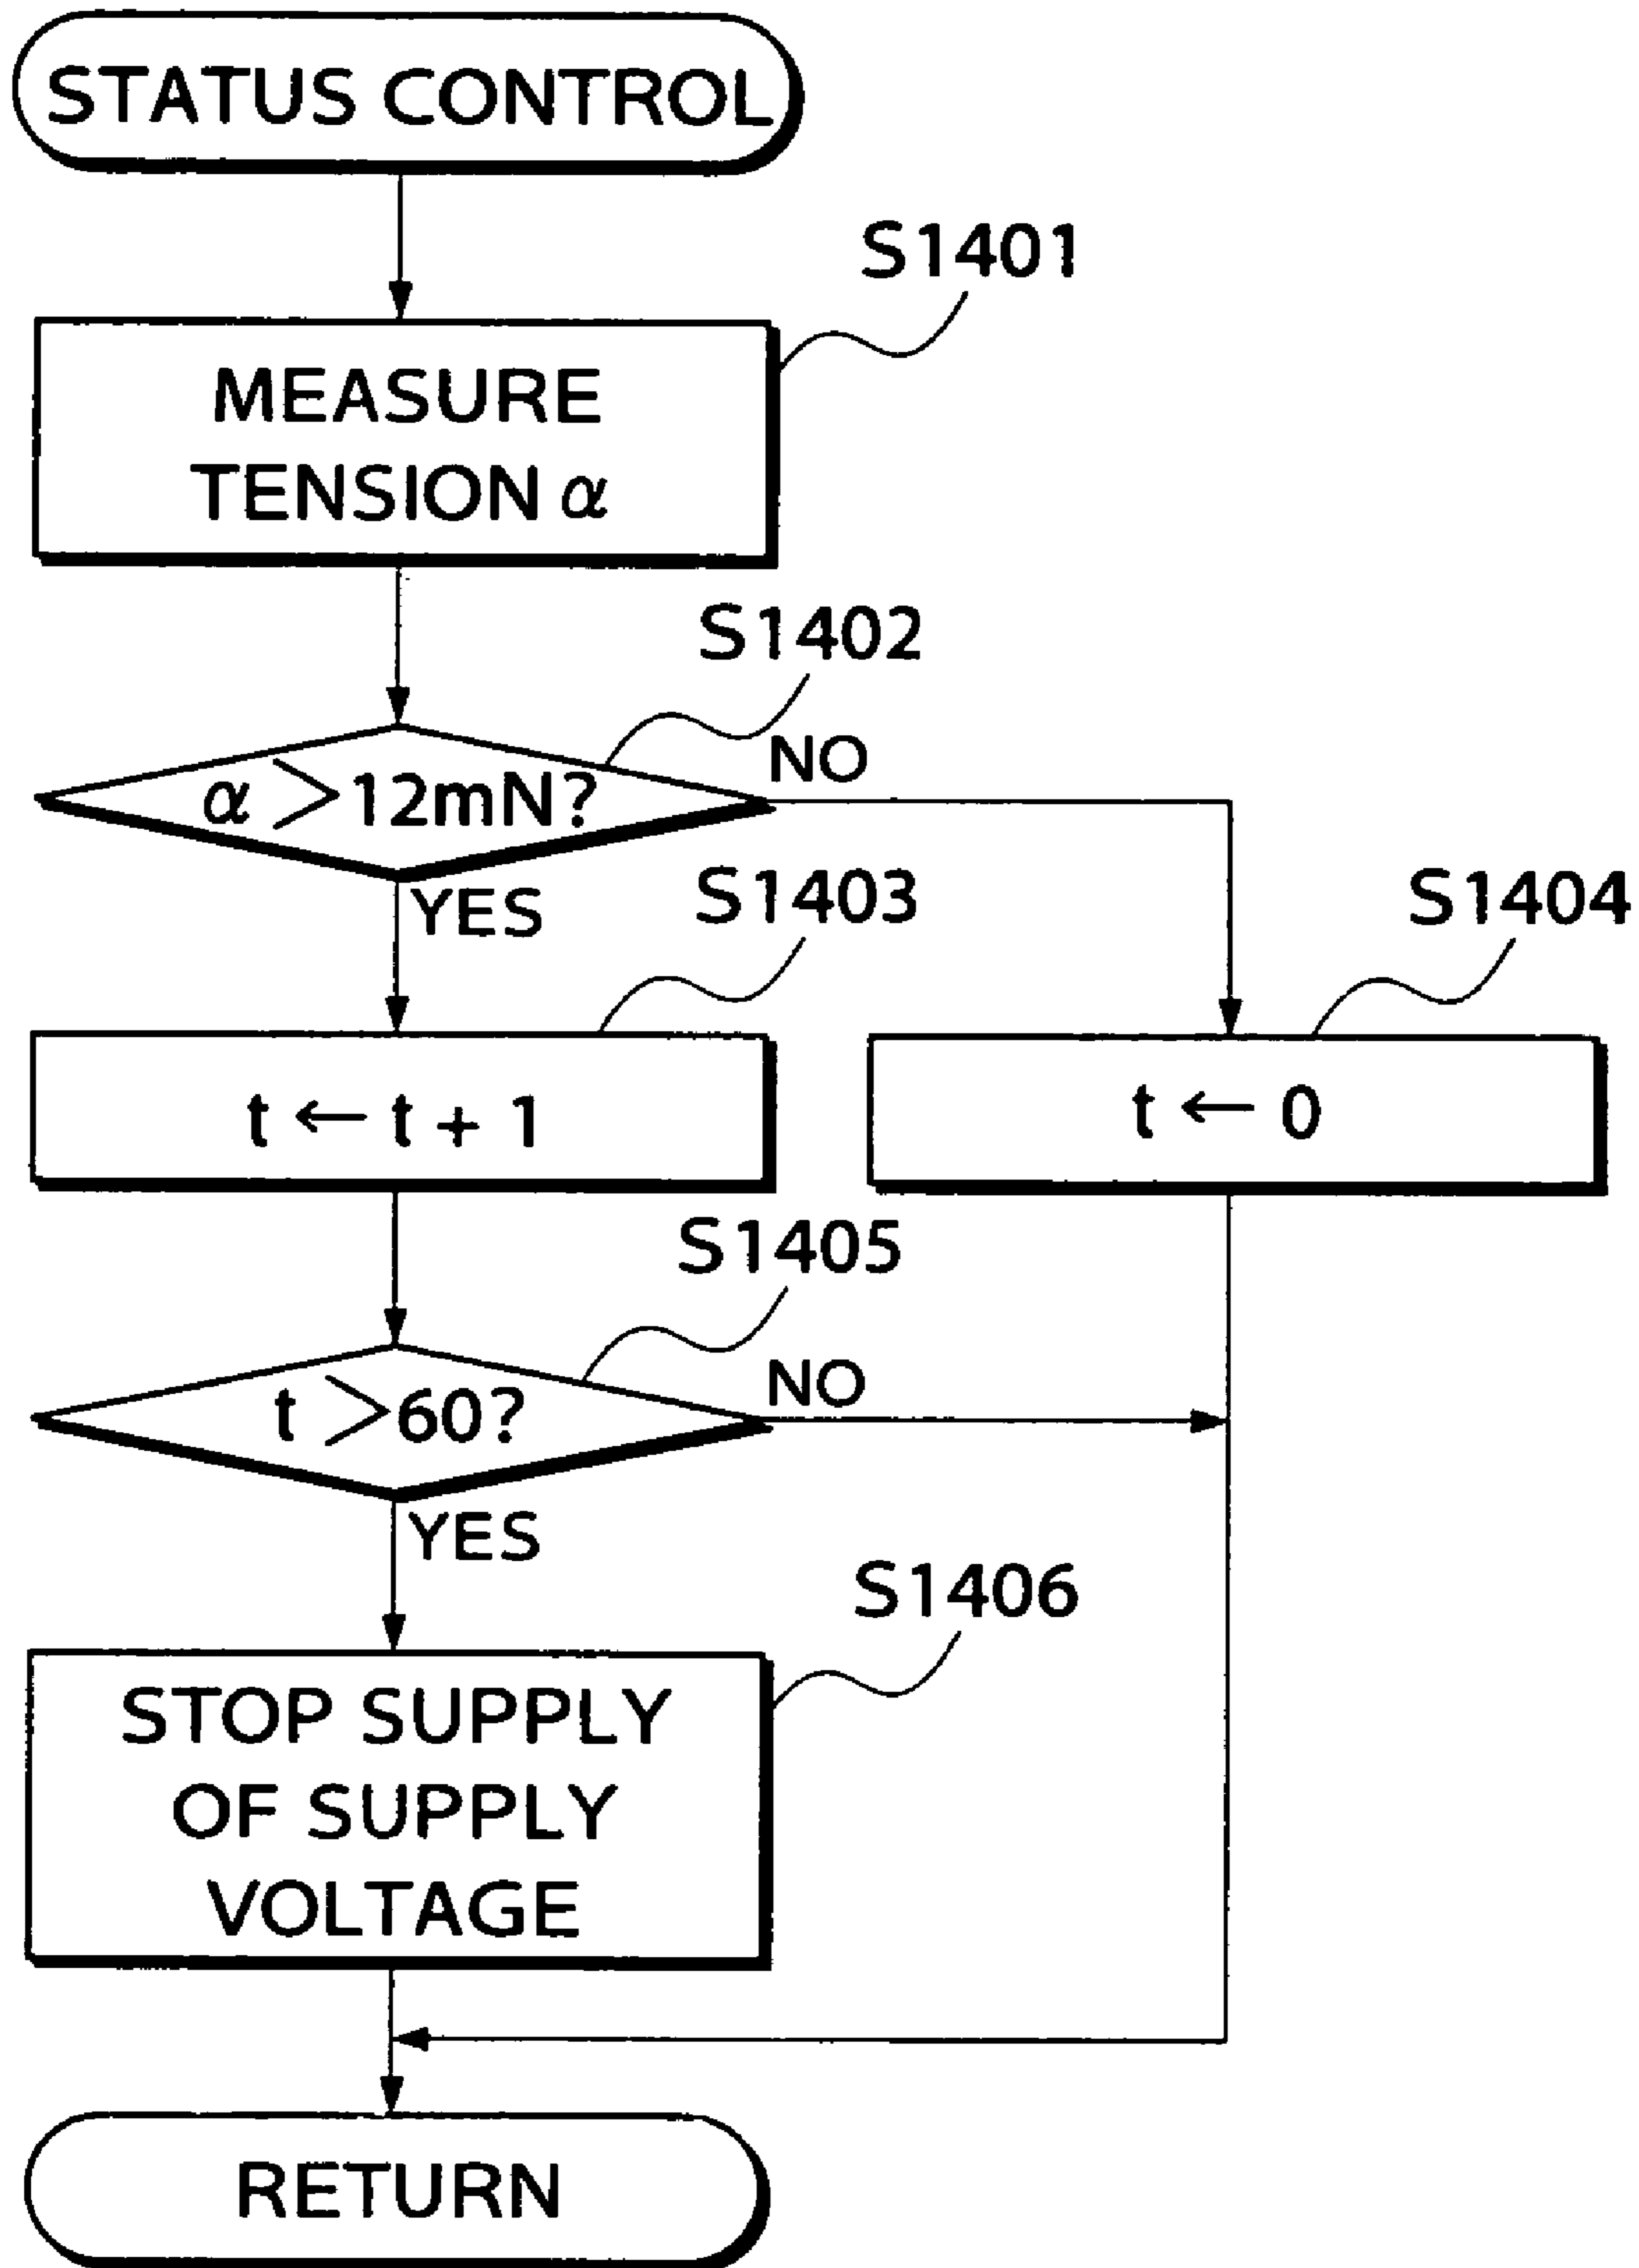 STATUS CONTROL
S1401
MEASURE
TENSION α
S1402
α > 12mN?
NO
YES
S1403
S1404
t ← t + 1
t ← 0
S1405
t > 60?
NO
YES
S1406
STOP SUPPLY
OF SUPPLY
VOLTAGE
RETURN